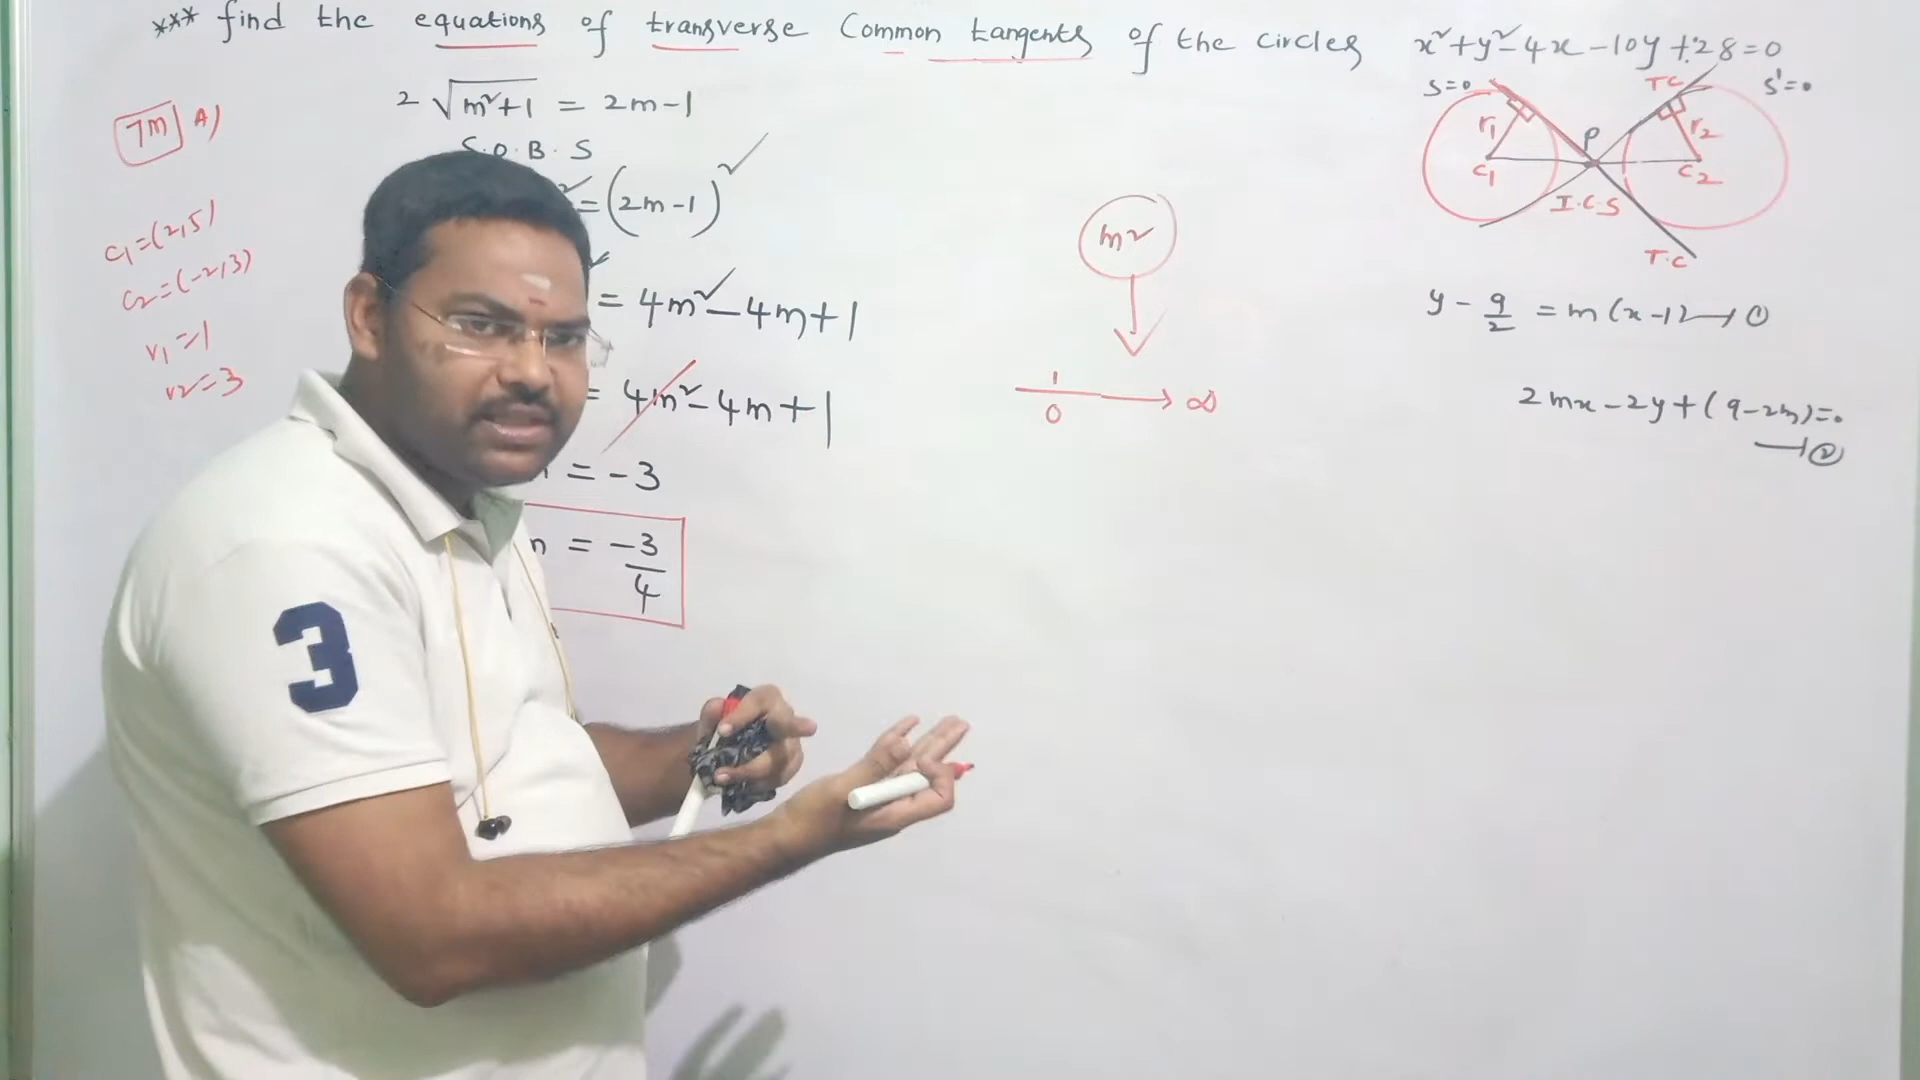 *** find the equations of transverse Common tangents of the circles x²+y²-4x-10y+28=0
7m A)
2√m²+1 = 2m-1
S.O.B.S
=(2m-1)²
= 4m²-4m+1
= 4m²-4m+1
= -3
= -3/4
C1=(2,5)
C2=(-2,3)
r1=1
r2=3
m2
1
0
∞
S=0
T.C
S'=0
r1
P
r2
C1
C2
I.C.S
T.C
y - 9/2 = m(x-1) → ①
2mx-2y+(9-2m)=0
→ ②
3